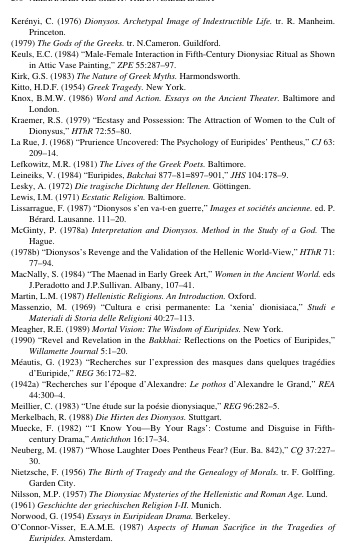 Kerényi, C. (1976) Dionysos. Archetypal Image of Indestructible Life. tr. R. Manheim.
Princeton.
(1979) The Gods of the Greeks. tr. N.Cameron. Guildford.
Keuls, E.C. (1984) “Male-Female Interaction in Fifth-Century Dionysiac Ritual as Shown
in Attic Vase Painting,” ZPE 55:287–97.
Kirk, G.S. (1983) The Nature of Greek Myths. Harmondsworth.
Kitto, H.D.F. (1954) Greek Tragedy. New York.
Knox, B.M.W. (1986) Word and Action. Essays on the Ancient Theater. Baltimore and
London.
Kraemer, R.S. (1979) “Ecstasy and Possession: The Attraction of Women to the Cult of
Dionysus,” HThR 72:55–80.
La Rue, J. (1968) “Prurience Uncovered: The Psychology of Euripides’ Pentheus,” CJ 63:
209–14.
Lefkowitz, M.R. (1981) The Lives of the Greek Poets. Baltimore.
Leineiks, V. (1984) “Euripides, Bakchai 877–81=897–901,” JHS 104:178–9.
Lesky, A. (1972) Die tragische Dichtung der Hellenen. Göttingen.
Lewis, I.M. (1971) Ecstatic Religion. Baltimore.
Lissarrague, F. (1987) “Dionysos s’en va-t-en guerre,” Images et sociétés ancienne. ed. P.
Bérard. Lausanne. 111–20.
McGinty, P. (1978a) Interpretation and Dionysos. Method in the Study of a God. The
Hague.
(1978b) “Dionysos’s Revenge and the Validation of the Hellenic World-View,” HThR 71:
77–94.
MacNally, S. (1984) “The Maenad in Early Greek Art,” Women in the Ancient World. eds
J.Peradotto and J.P.Sullivan. Albany, 107–41.
Martin, L.M. (1987) Hellenistic Religions. An Introduction. Oxford.
Massenzio, M. (1969) “Cultura e crisi permanente: La ‘xenia’ dionisiaca,” Studi e
Materiali di Storia delle Religioni 40:27–113.
Meagher, R.E. (1989) Mortal Vision: The Wisdom of Euripides. New York.
(1990) “Revel and Revelation in the Bakkhai: Reflections on the Poetics of Euripides,”
Willamette Journal 5:1–20.
Méautis, G. (1923) “Recherches sur l’expression des masques dans quelques tragédies
d’Euripide,” REG 36:172–82.
(1942a) “Recherches sur l’époque d’Alexandre: Le pothos d’Alexandre le Grand,” REA
44:300–4.
Meillier, C. (1983) “Une étude sur la poésie dionysiaque,” REG 96:282–5.
Merkelbach, R. (1988) Die Hirten des Dionysos. Stuttgart.
Muecke, F. (1982) “‘I Know You—By Your Rags’: Costume and Disguise in Fifth-
century Drama,” Antichthon 16:17–34.
Neuberg, M. (1987) “Whose Laughter Does Pentheus Fear? (Eur. Ba. 842),” CQ 37:227–
30.
Nietzsche, F. (1956) The Birth of Tragedy and the Genealogy of Morals. tr. F. Golffing.
Garden City.
Nilsson, M.P. (1957) The Dionysiac Mysteries of the Hellenistic and Roman Age. Lund.
(1961) Geschichte der griechischen Religion I-II. Munich.
Norwood, G. (1954) Essays in Euripidean Drama. Berkeley.
O’Connor-Visser, E.A.M.E. (1987) Aspects of Human Sacrifice in the Tragedies of
Euripides. Amsterdam.